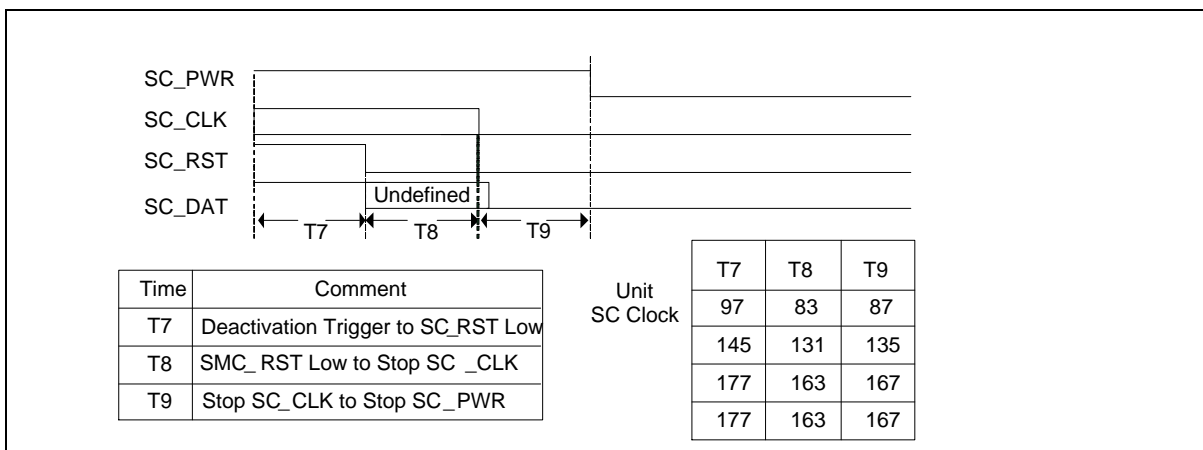 SC_PWR
SC_CLK
SC_RST
SC_DAT
Undefined
T7 T8 T9
Time Comment
T7 Deactivation Trigger to SC_RST Low
T8 SMC_ RST Low to Stop SC _CLK
T9 Stop SC_CLK to Stop SC_PWR
Unit
SC Clock
T7 T8 T9
97 83 87
145 131 135
177 163 167
177 163 167